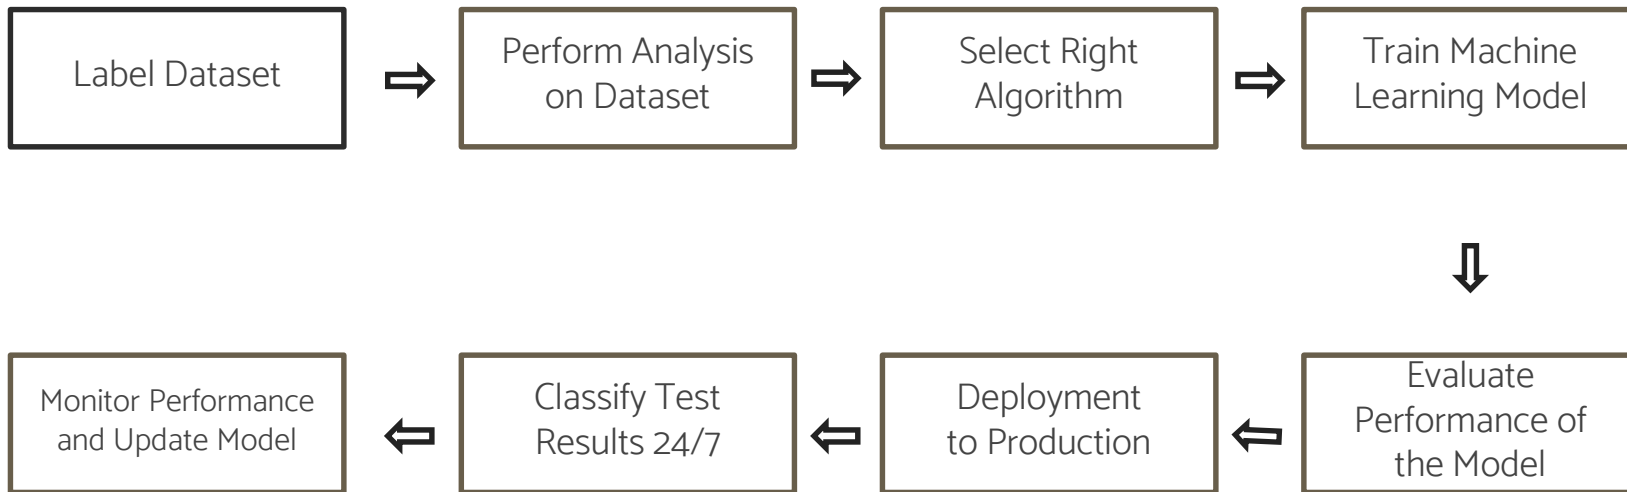 Label Dataset
Perform Analysis
on Dataset
Select Right
Algorithm
Train Machine
Learning Model
Evaluate
Performance of
the Model
Deployment
to Production
Classify Test
Results 24/7
Monitor Performance
and Update Model